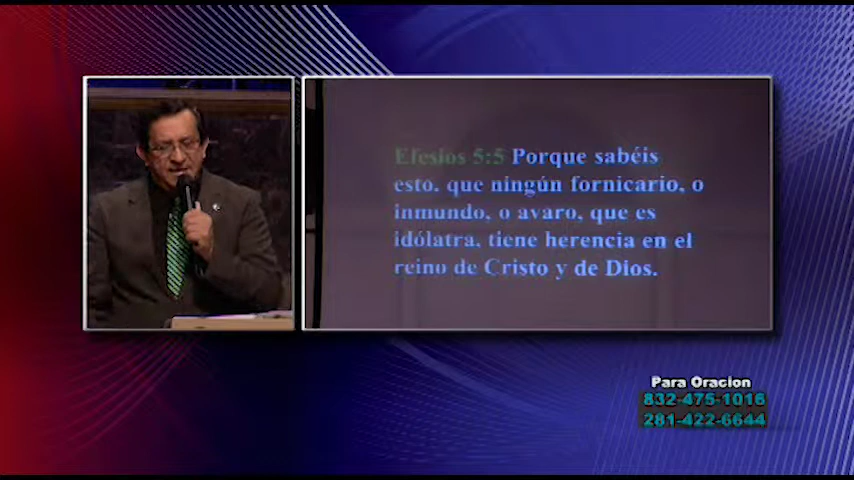 Efesios 5:5 Porque sabéis
esto, que ningún fornicario, o
inmundo, o avaro, que es
idólatra, tiene herencia en el
reino de Cristo y de Dios.
Para Oracion
832-475-1016
281-422-6644